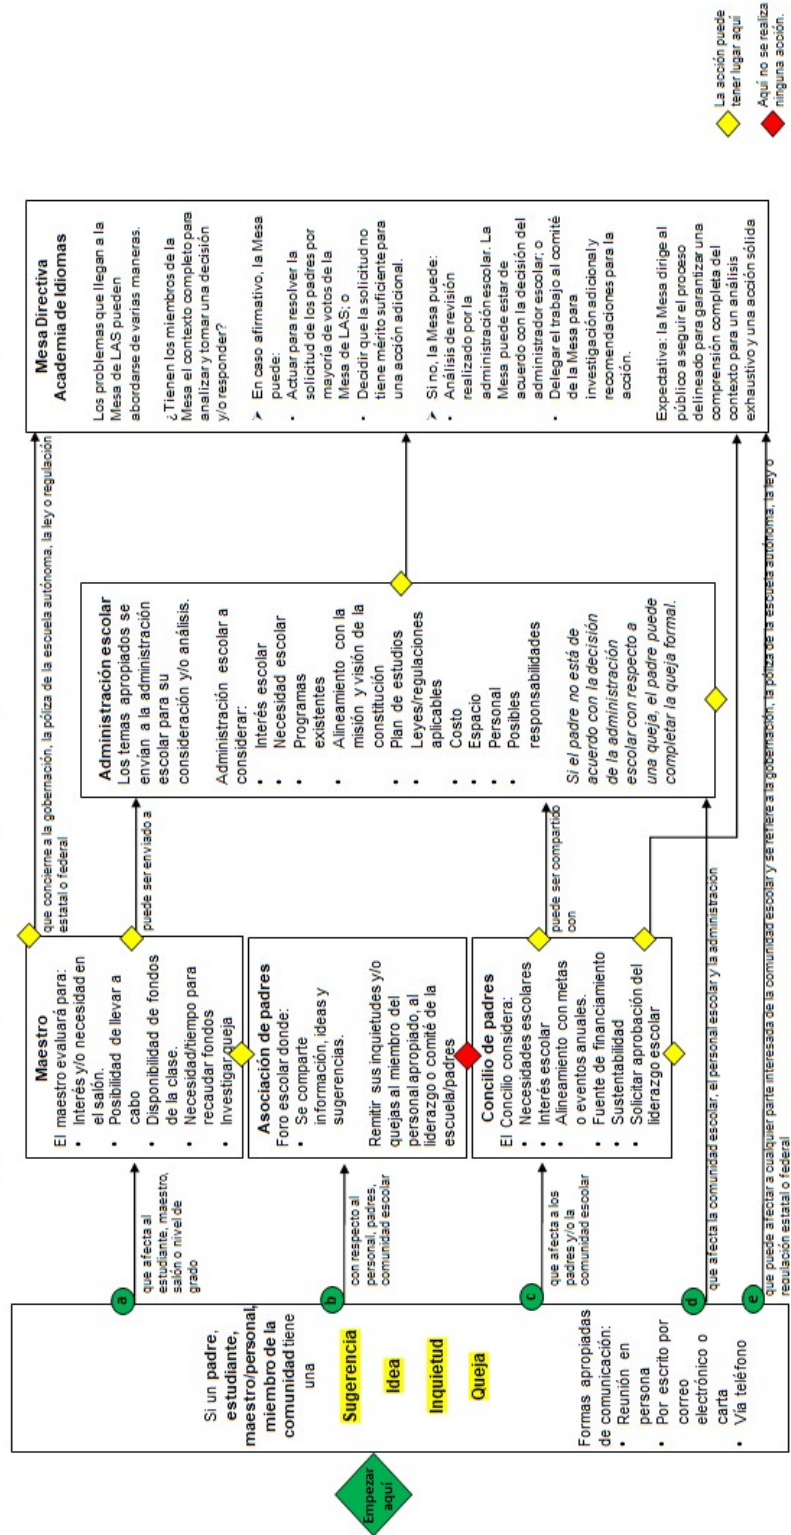 Empezar
aquí
Si un padre,
estudiante,
maestro/personal,
miembro de la
comunidad tiene
una
Sugerencia
Idea
Inquietud
Queja
Formas apropiadas
de comunicación:
• Reunión en
persona
• Por escrito por
correo
electrónico o
carta
• Vía teléfono
a
que afecta al
estudiante, maestro,
salón o nivel de
grado
b
con respecto al
personal, padres,
comunidad escolar
c
que afecta a los
padres y/o la
comunidad escolar
d
que afecta la comunidad escolar, el personal escolar y la administración
e
que puede afectar a cualquier parte interesada de la comunidad escolar y se refiere a la gobernación, la póliza de la escuela autónoma, la ley o
regulación estatal o federal
Maestro
El maestro evaluará para:
• Interés y/o necesidad en
el salón.
• Posibilidad de llevar a
cabo
• Disponibilidad de fondos
de la clase.
• Necesidad/tiempo para
recaudar fondos
• Investigar queja
Asociación de padres
Foro escolar donde:
• Se comparte
información, ideas y
sugerencias.
Remitir sus inquietudes y/o
quejas al miembro del
personal apropiado, al
liderazgo o comité de la
escuela/padres
Concilio de padres
El Concilio considera:
• Necesidades escolares
• Interés escolar
• Alineamiento con metas
o eventos anuales.
• Fuente de financiamiento
• Sustentabilidad
• Solicitar aprobación del
liderazgo escolar
que concierne a la gobernación, la póliza de la escuela autónoma, la ley o regulación
estatal o federal
puede ser enviado a
puede ser compartido
con
Administración escolar
Los temas apropiados se
envían a la administración
escolar para su
consideración y/o análisis.
Administración escolar a
considerar:
• Interés escolar
• Necesidad escolar
• Programas
existentes
• Alineamiento con la
misión y visión de la
constitución
• Plan de estudios
• Leyes/regulaciones
aplicables
• Costo
• Espacio
• Personal
• Posibles
responsabilidades
Si el padre no está de
acuerdo con la decisión
de la administración
escolar con respecto a
una queja, el padre puede
completar la queja formal.
Mesa Directiva
Academia de Idiomas
Los problemas que llegan a la
Mesa de LAS pueden
abordarse de varias maneras.
¿Tienen los miembros de la
Mesa el contexto completo para
analizar y tomar una decisión
y/o responder?
➢ En caso afirmativo, la Mesa
puede:
• Actuar para resolver la
solicitud de los padres por
mayoría de votos de la
Mesa de LAS; o
• Decidir que la solicitud no
tiene mérito suficiente para
una acción adicional.
➢ Si no, la Mesa puede:
• Análisis de revisión
realizado por la
administración escolar. La
Mesa puede estar de
acuerdo con la decisión del
administrador escolar; o
• Delegar el trabajo al comité
de la Mesa para
investigación adicional y
recomendaciones para la
acción.
Expectativa: la Mesa dirige al
público a seguir el proceso
delineado para garantizar una
comprensión completa del
contexto para un análisis
exhaustivo y una acción sólida
La acción puede
tener lugar aquí
Aquí no se realiza
ninguna acción.